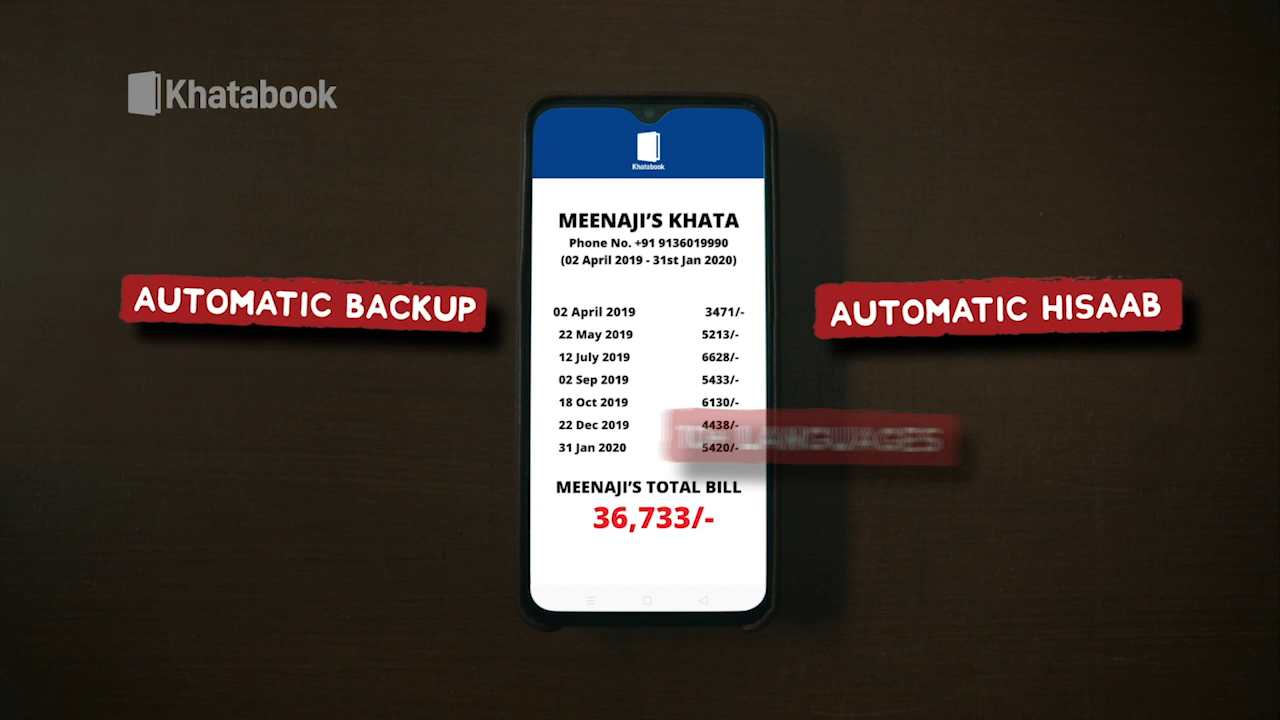 Khatabook
Khatabook
MEENAJI'S KHATA
Phone No. +91 9136019990
(02 April 2019 - 31st Jan 2020)
AUTOMATIC BACKUP
AUTOMATIC HISAAB
02 April 2019 3471/-
22 May 2019 5213/-
12 July 2019 6628/-
02 Sep 2019 5433/-
18 Oct 2019 6130/-
22 Dec 2019 4438/-
31 Jan 2020 5420/-
LANGUAGES
MEENAJI'S TOTAL BILL
36,733/-